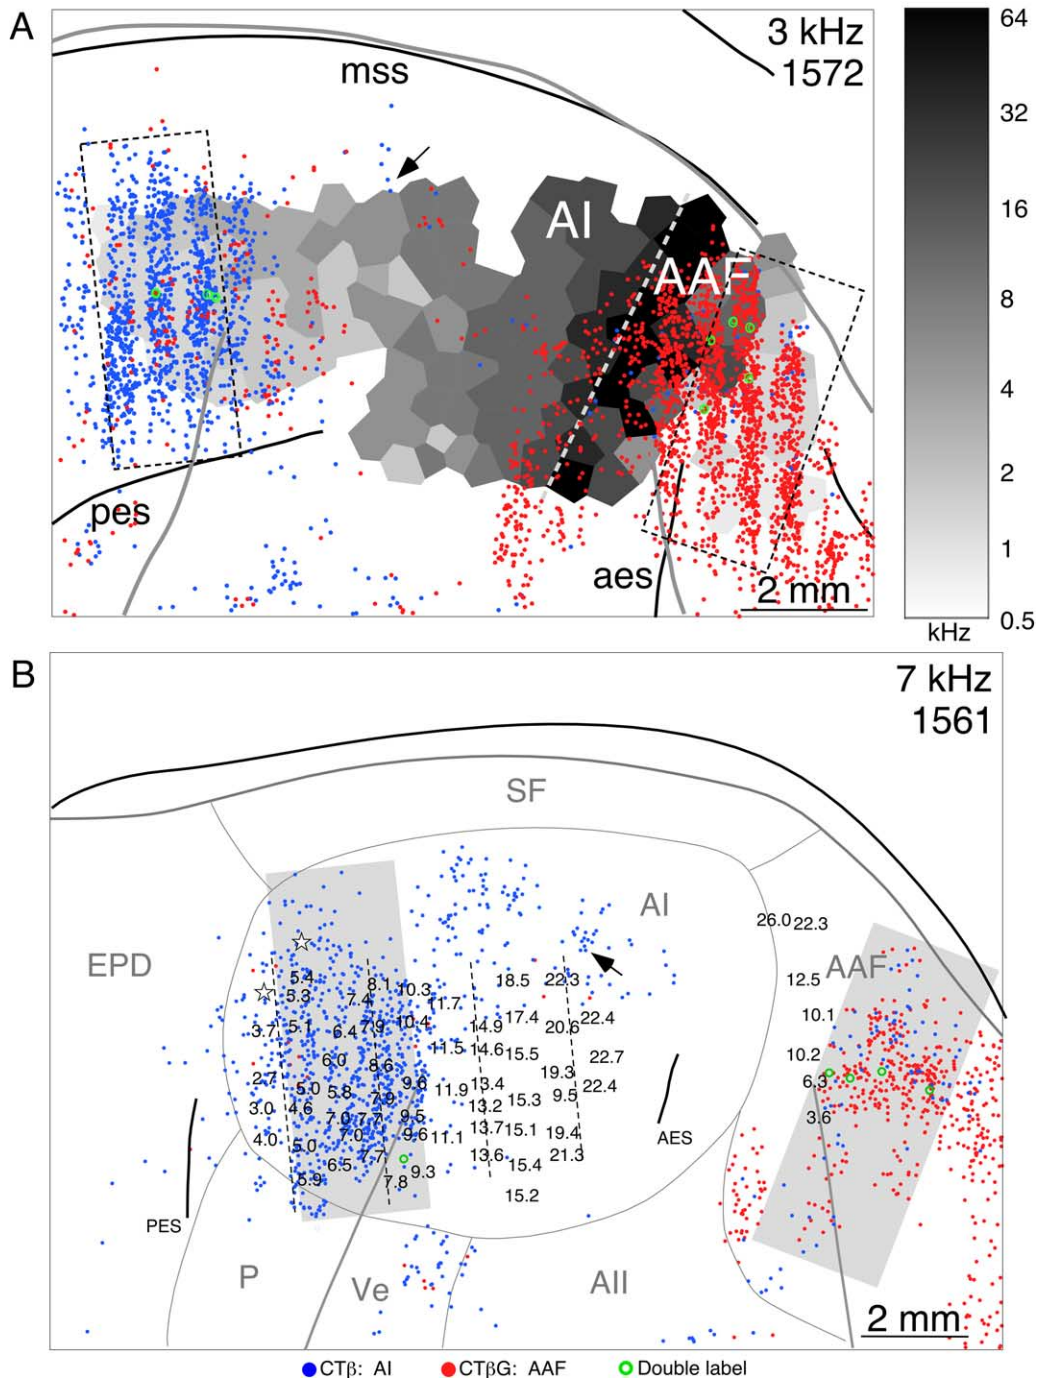 A
3 kHz
1572
mss
AI
AAF
pes
aes
2 mm
64
32
16
8
4
2
1
0.5
kHz
B
7 kHz
1561
SF
AI
EPD
AAF
26.0 22.3
12.5
10.1
10.2
6.3
3.6
5.4 8.1 10.3 18.5 22.3
5.3 7.4 11.7
3.7 5.1 6.4 7.9 10.4 14.9 17.4 20.6 22.4
6.0 8.6 11.5 14.6 15.5 22.7
2.7 5.0 5.8 7.9 9.6 11.9 13.4 15.3 19.3 9.5 22.4
3.0 4.6 7.0 7.7 9.5 13.2
4.0 5.0 7.0 9.6 11.1 13.7 15.1 19.4
6.5 7.7 9.3 13.6 15.4 21.3
5.9 7.8 15.2
AES
PES
P
Ve
AII
2 mm
CTβ: AI CTβG: AAF Double label